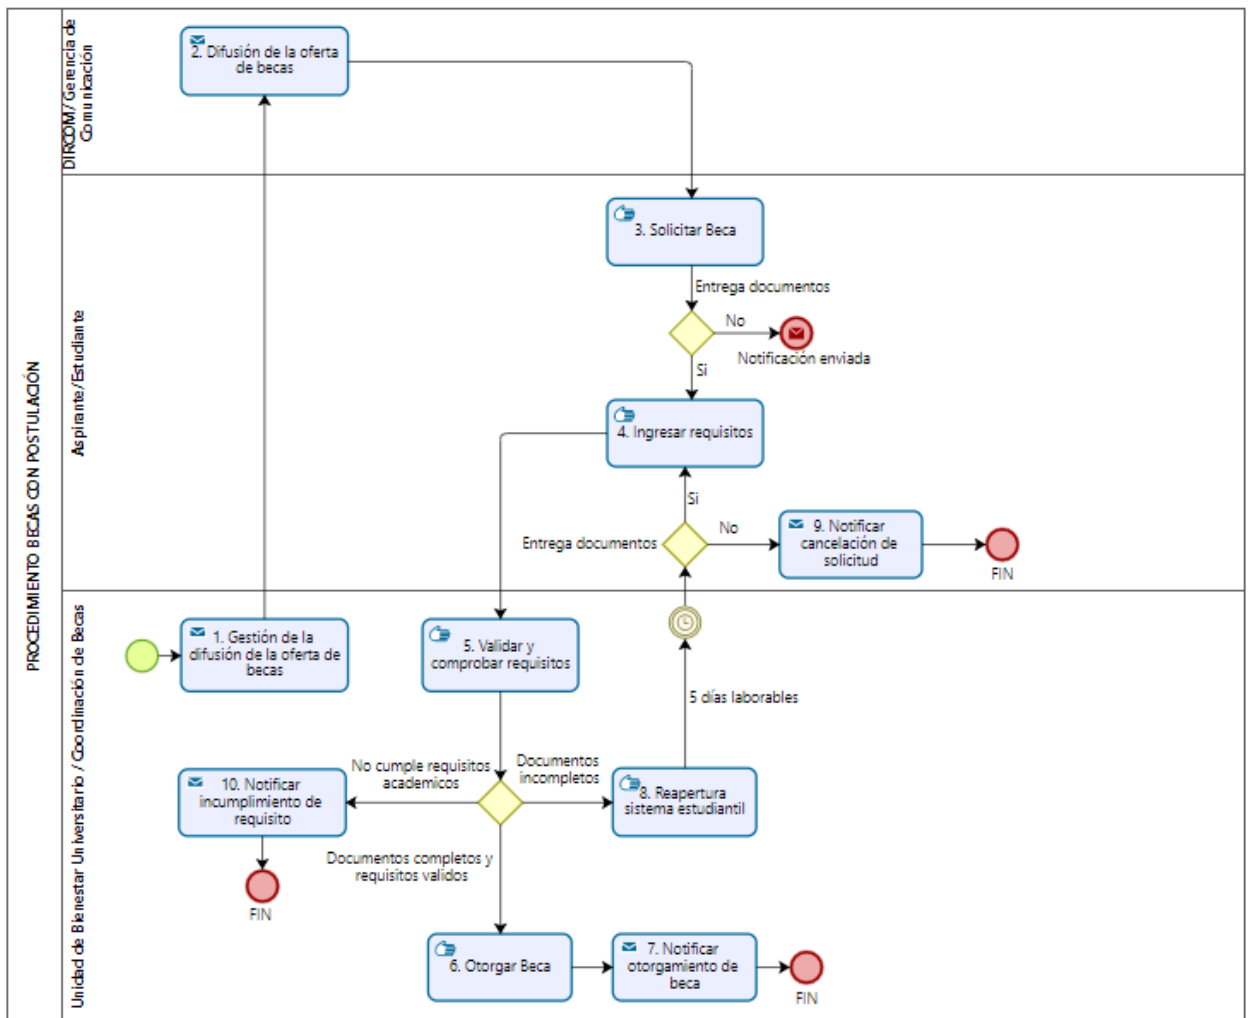 PROCEDIMIENTO BECAS CON POSTULACIÓN
DIRCOM/ Gerencia de
Comunicación
2. Difusión de la oferta
de becas
Aspirante/Estudiante
3. Solicitar Beca
Entrega documentos
No
Notificación enviada
Si
4. Ingresar requisitos
Si
Entrega documentos
No
9. Notificar
cancelación de
solicitud
FIN
Unidad de Bienestar Universitario / Coordinación de Becas
1. Gestión de la
difusión de la oferta de
becas
5. Validar y
comprobar requisitos
5 días laborables
No cumple requisitos
academicos
Documentos
incompletos
10. Notificar
incumplimiento de
requisito
8. Reapertura
sistema estudiantil
Documentos completos y
requisitos validos
FIN
6. Otorgar Beca
7. Notificar
otorgamiento de
beca
FIN